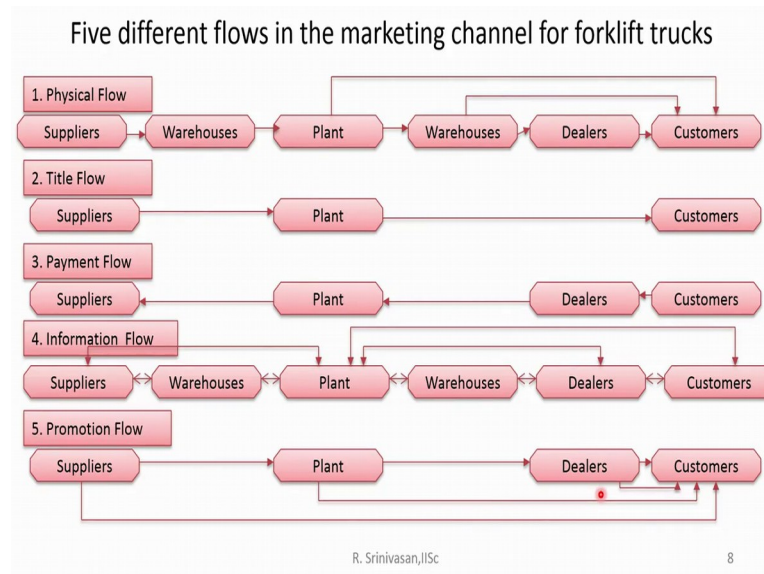 Five different flows in the marketing channel for forklift trucks
1. Physical Flow
Suppliers Warehouses Plant Warehouses Dealers Customers
2. Title Flow
Suppliers Plant Customers
3. Payment Flow
Suppliers Plant Dealers Customers
4. Information Flow
Suppliers Warehouses Plant Warehouses Dealers Customers
5. Promotion Flow
Suppliers Plant Dealers Customers
R. Srinivasan,IISc 8